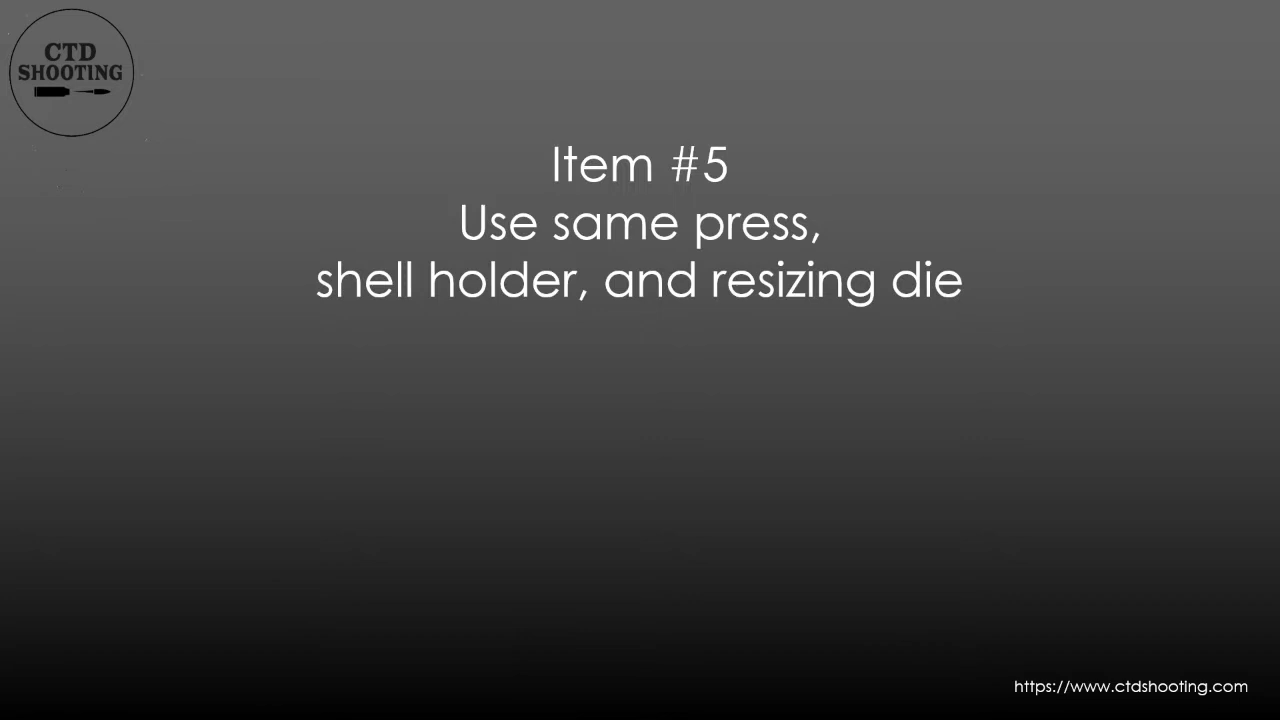 CTD
SHOOTING
Item #5
Use same press,
shell holder, and resizing die
https://www.ctdshooting.com